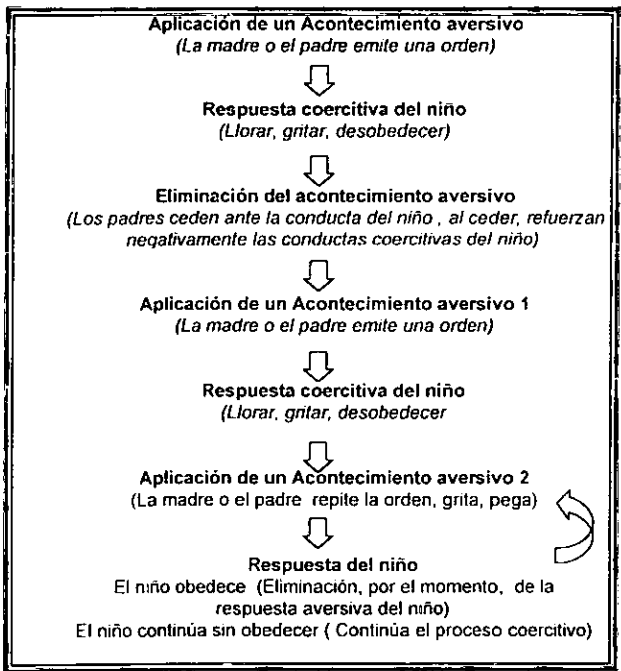 Aplicación de un Acontecimiento aversivo
(La madre o el padre emite una orden)
Respuesta coercitiva del niño
(Llorar, gritar, desobedecer)
Eliminación del acontecimiento aversivo
(Los padres ceden ante la conducta del niño , al ceder, refuerzan
negativamente las conductas coercitivas del niño)
Aplicación de un Acontecimiento aversivo 1
(La madre o el padre emite una orden)
Respuesta coercitiva del niño
(Llorar, gritar, desobedecer
Aplicación de un Acontecimiento aversivo 2
(La madre o el padre repite la orden, grita, pega)
Respuesta del niño
El niño obedece (Eliminación, por el momento, de la
respuesta aversiva del niño)
El niño continúa sin obedecer ( Continúa el proceso coercitivo)